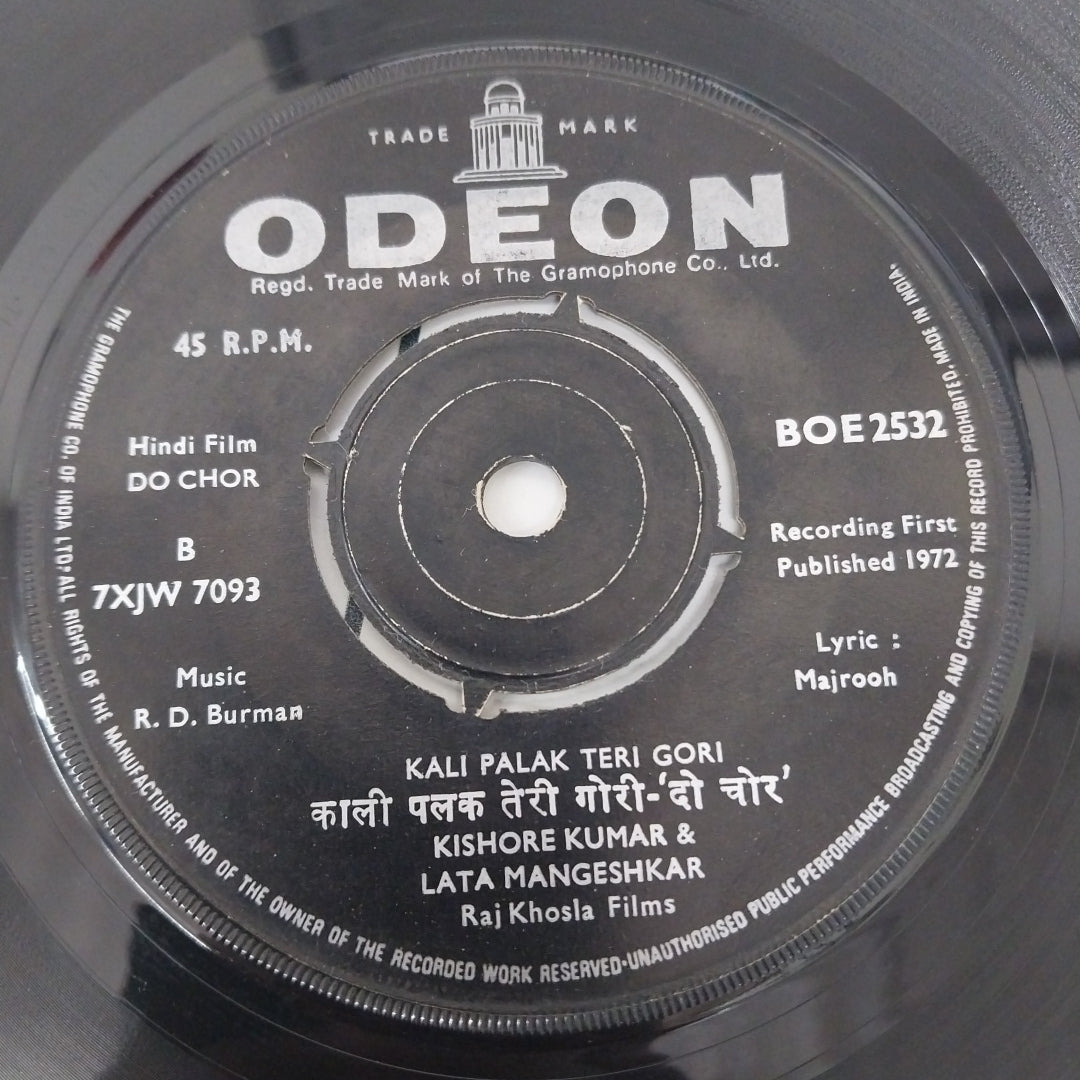 TRADE MARK
ODEON
Regd. Trade Mark of The Gramophone Co., Ltd.
45 R.P.M.
Hindi Film
DO CHOR
B
7XJW 7093
Music
R. D. Burman
BOE 2532
Recording First
Published 1972
Lyric :
Majrooh
KALI PALAK TERI GORI
काली पलक तेरी गोरी-'दो चोर'
KISHORE KUMAR &
LATA MANGESHKAR
Raj Khosla Films
THE GRAMOPHONE CO. OF INDIA LTD·ALL RIGHTS OF THE MANUFACTURER AND OF THE OWNER OF THE RECORDED WORK RESERVED·UNAUTHORISED PUBLIC PERFORMANCE BROADCASTING AND COPYING OF THIS RECORD PROHIBITED. MADE IN INDIA.